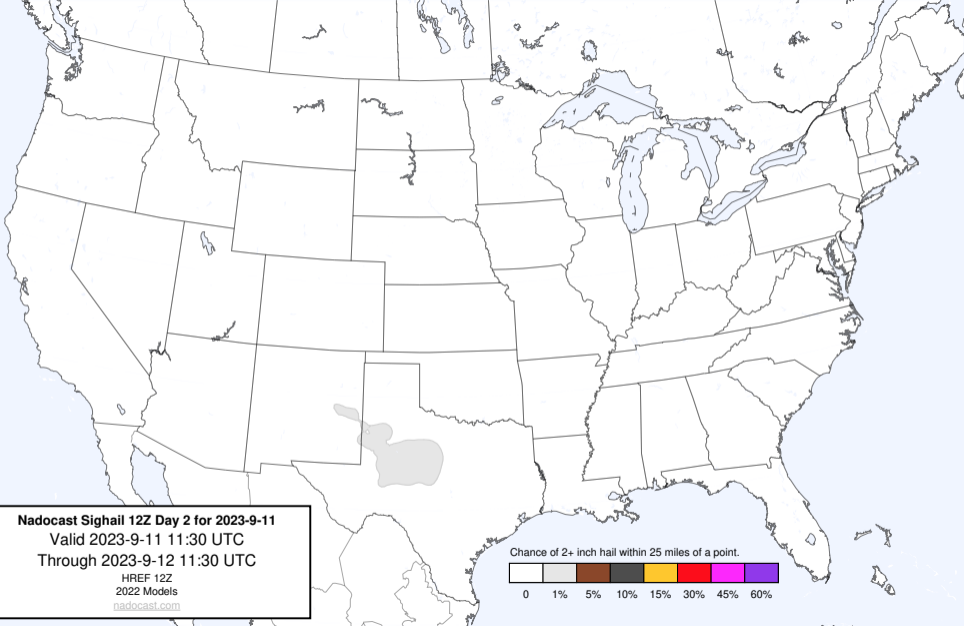 Nadocast Sighail 12Z Day 2 for 2023-9-11
Valid 2023-9-11 11:30 UTC
Through 2023-9-12 11:30 UTC
HREF 12Z
2022 Models
nadocast.com
Chance of 2+ inch hail within 25 miles of a point.
0 1% 5% 10% 15% 30% 45% 60%